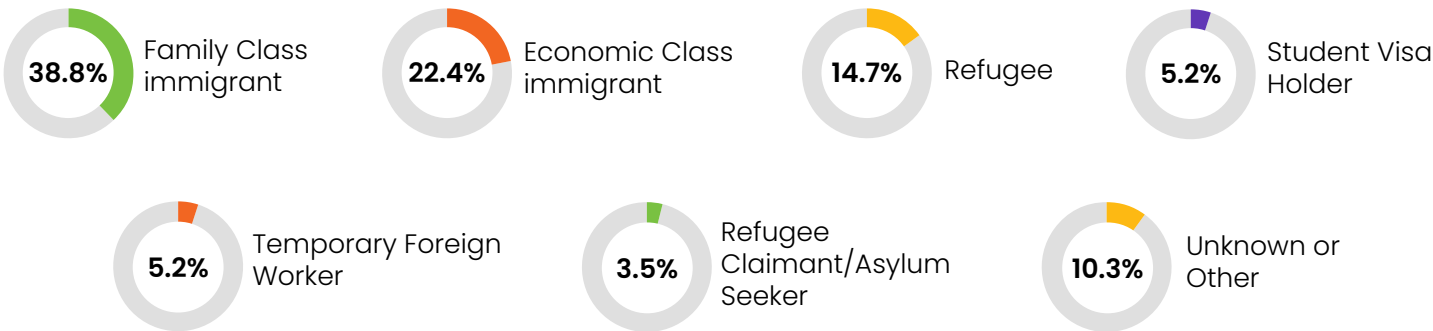 38.8%
Family Class
immigrant
22.4%
Economic Class
immigrant
14.7%
Refugee
5.2%
Student Visa
Holder
5.2%
Temporary Foreign
Worker
3.5%
Refugee
Claimant/Asylum
Seeker
10.3%
Unknown or
Other